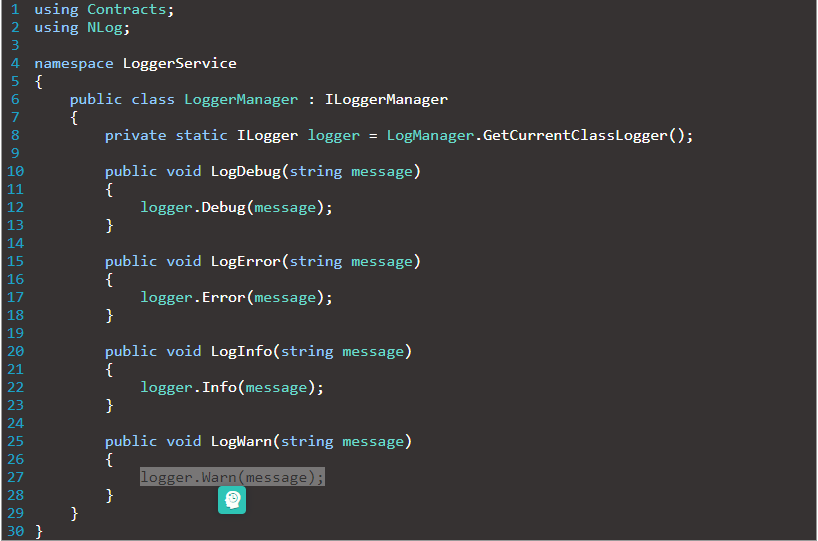 1 using Contracts;
2 using NLog;
3
4 namespace LoggerService
5 {
6     public class LoggerManager : ILoggerManager
7     {
8         private static ILogger logger = LogManager.GetCurrentClassLogger();
9
10         public void LogDebug(string message)
11         {
12             logger.Debug(message);
13         }
14
15         public void LogError(string message)
16         {
17             logger.Error(message);
18         }
19
20         public void LogInfo(string message)
21         {
22             logger.Info(message);
23         }
24
25         public void LogWarn(string message)
26         {
27             logger.Warn(message);
28         }
29     }
30 }